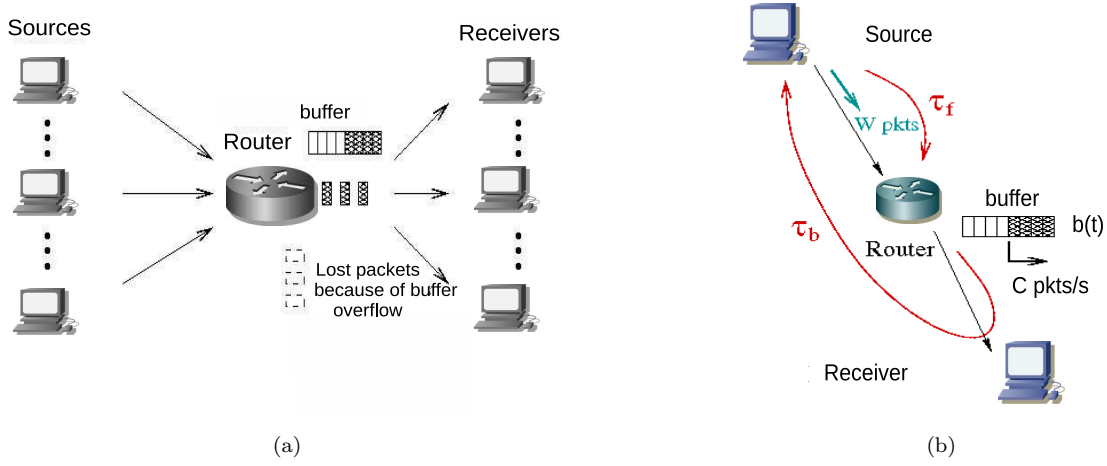 Sources
Receivers
buffer
Router
Lost packets
because of buffer
overflow
(a)
Source
τf
W pkts
buffer
b(t)
τb
Router
C pkts/s
Receiver
(b)